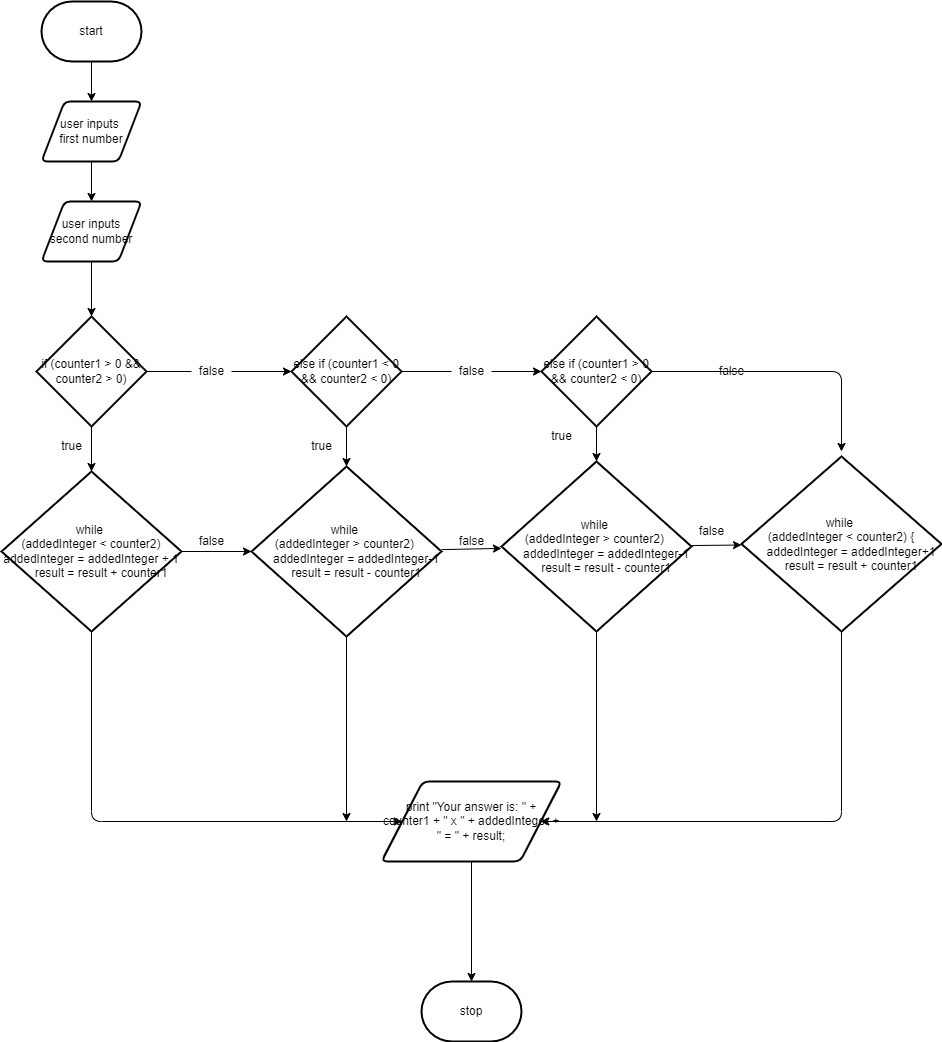 start
user inputs
first number
user inputs
second number
if (counter1 > 0 &&
counter2 > 0)
false
else if (counter1 < 0
&& counter2 < 0)
false
else if (counter1 > 0
&& counter2 < 0)
false
true
true
true
while
(addedInteger < counter2)
addedInteger = addedInteger + 1
result = result + counter1
false
while
(addedInteger > counter2)
addedInteger = addedInteger-1
result = result - counter1
false
while
(addedInteger > counter2)
addedInteger = addedInteger-1
result = result - counter1
false
while
(addedInteger < counter2) {
addedInteger = addedInteger+1
result = result + counter1
print "Your answer is: " +
counter1 + " x " + addedInteger +
" = " + result;
stop